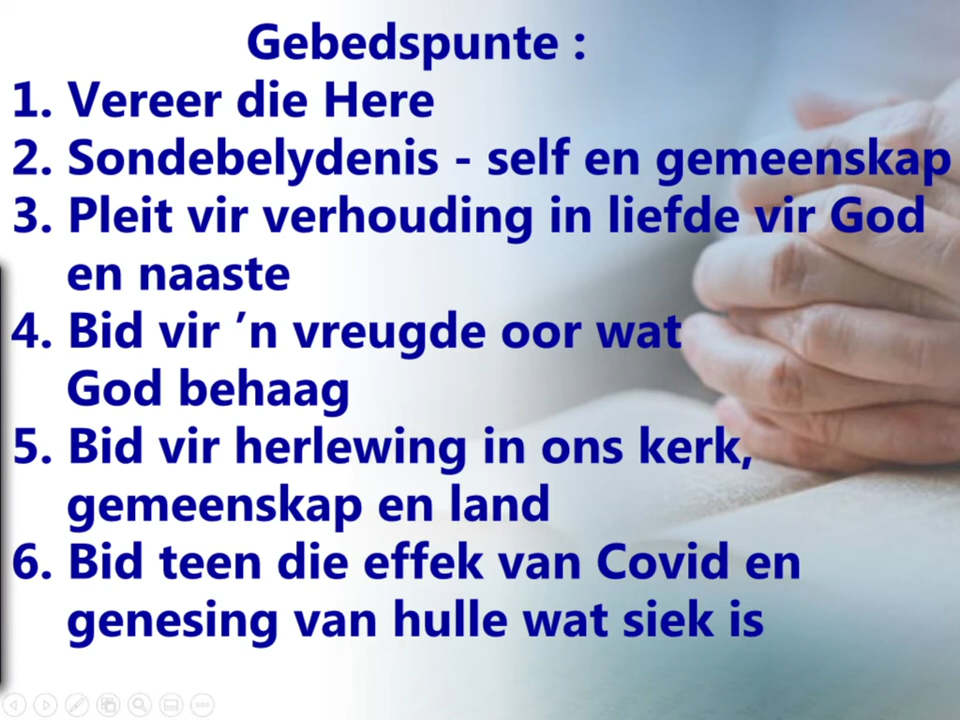 Gebedspunte :
1. Vereer die Here
2. Sondebelydenis - self en gemeenskap
3. Pleit vir verhouding in liefde vir God
en naaste
4. Bid vir ’n vreugde oor wat
God behaag
5. Bid vir herlewing in ons kerk,
gemeenskap en land
6. Bid teen die effek van Covid en
genesing van hulle wat siek is